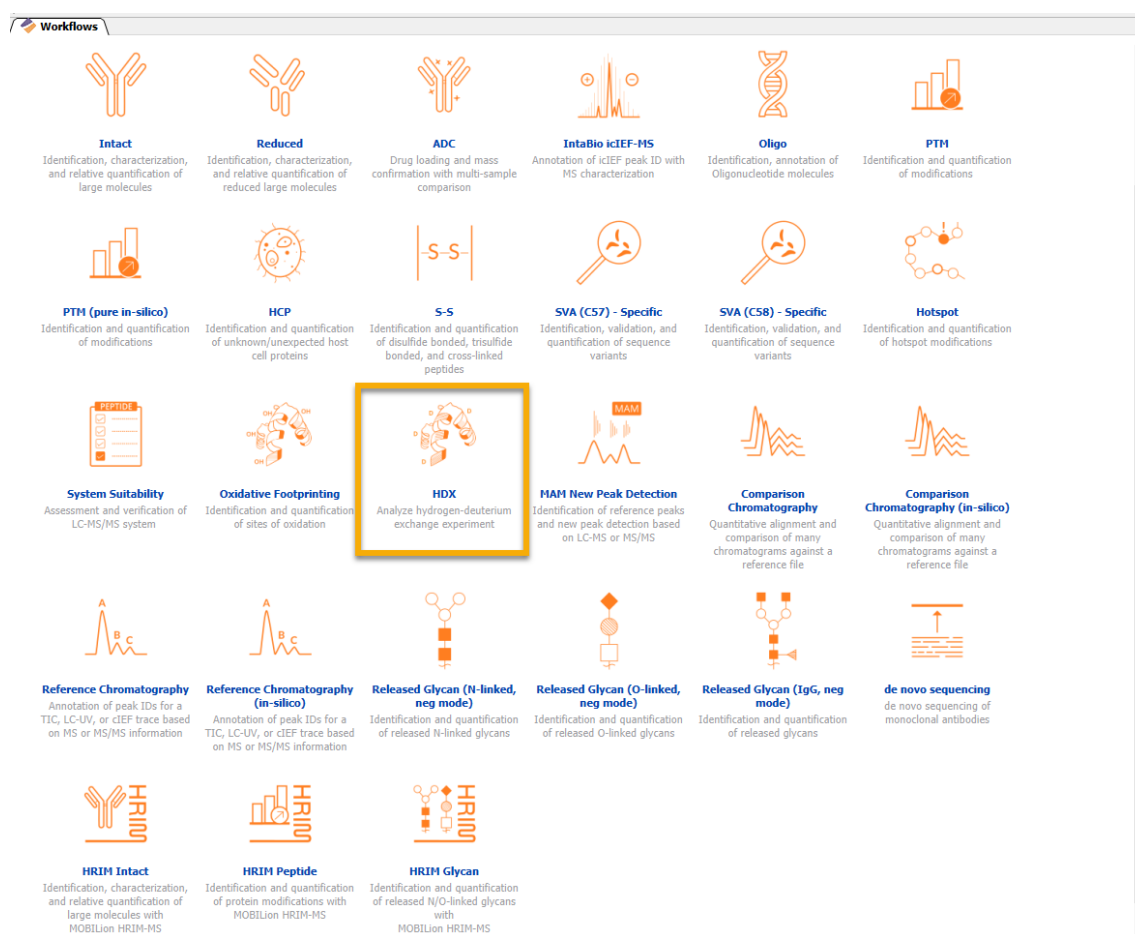 Workflows
Intact
Identification, characterization,
and relative quantification of
large molecules
Reduced
Identification, characterization,
and relative quantification of
reduced large molecules
ADC
Drug loading and mass
confirmation with multi-sample
comparison
IntaBio icIEF-MS
Annotation of icIEF peak ID with
MS characterization
Oligo
Identification, annotation of
Oligonucleotide molecules
PTM
Identification and quantification
of modifications
PTM (pure in-silico)
Identification and quantification
of modifications
HCP
Identification and quantification
of unknown/unexpected host
cell proteins
-S-S-
S-S
Identification and quantification
of disulfide bonded, trisulfide
bonded, and cross-linked
peptides
SVA (C57) - Specific
Identification, validation, and
quantification of sequence
variants
SVA (C58) - Specific
Identification, validation, and
quantification of sequence
variants
!
Hotspot
Identification and quantification
of hotspot modifications
PEPTIDE
System Suitability
Assessment and verification of
LC-MS/MS system
OH
O
OH
OH
OH
Oxidative Footprinting
Identification and quantification
of sites of oxidation
D
D
D
D
D
HDX
Analyze hydrogen-deuterium
exchange experiment
MAM
MAM New Peak Detection
Identification of reference peaks
and new peak detection based
on LC-MS or MS/MS
Comparison
Chromatography
Quantitative alignment and
comparison of many
chromatograms against a
reference file
Comparison
Chromatography (in-silico)
Quantitative alignment and
comparison of many
chromatograms against a
reference file
A
B C
Reference Chromatography
Annotation of peak IDs for a
TIC, LC-UV, or cIEF trace based
on MS or MS/MS information
A
B C
Reference Chromatography
(in-silico)
Annotation of peak IDs for a
TIC, LC-UV, or cIEF trace based
on MS or MS/MS information
Released Glycan (N-linked,
neg mode)
Identification and quantification
of released N-linked glycans
Released Glycan (O-linked,
neg mode)
Identification and quantification
of released O-linked glycans
Released Glycan (IgG, neg
mode)
Identification and quantification
of released glycans
de novo sequencing
de novo sequencing of
monoclonal antibodies
HRIM
HRIM Intact
Identification, characterization,
and relative quantification of
large molecules with
MOBILion HRIM-MS
HRIM
HRIM Peptide
Identification and quantification
of protein modifications with
MOBILion HRIM-MS
HRIM
HRIM Glycan
Identification and quantification
of released N/O-linked glycans
with
MOBILion HRIM-MS